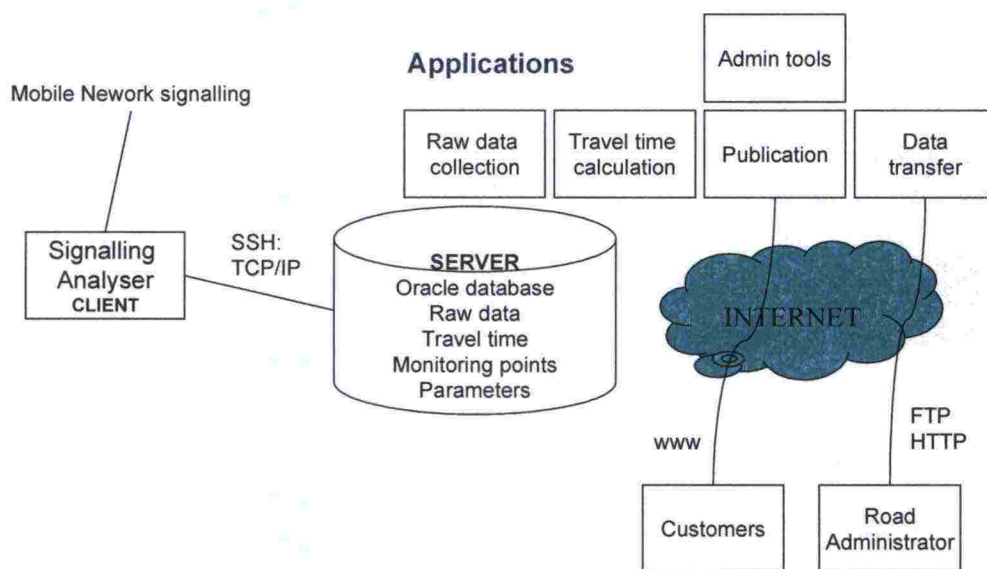 Applications
Admin tools
Mobile Nework signalling
Raw data
collection
Travel time
calculation
Publication
Data
transfer
Signalling
Analyser
CLIENT
SSH:
TCP/IP
SERVER
Oracle database
Raw data
Travel time
Monitoring points
Parameters
INTERNET
www
FTP
HTTP
Customers
Road
Administrator